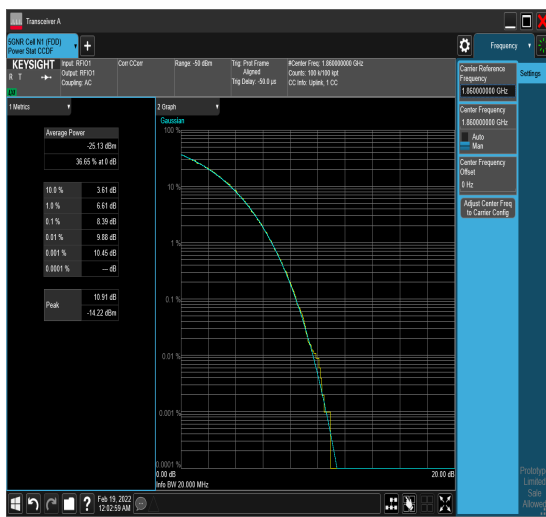 Transceiver A
5GNR Cell N1 (FDD)
Power Stat CCDF
Frequency
KEYSIGHT
R T
Input: RFIO1
Output: RFIO1
Coupling: AC
Corr CCorr
Range: -50 dBm
Trig: Prot Frame
Aligned
Trig Delay: -50.0 µs
#Center Freq: 1.860000000 GHz
Counts: 100 k/100 kpt
CC Info: Uplink, 1 CC
Carrier Reference
Frequency
1.860000000 GHz
Settings
1 Metrics
2 Graph
Center Frequency
1.860000000 GHz
Auto
Man
Center Frequency
Offset
0 Hz
Adjust Center Freq
to Carrier Config
Average Power
-25.13 dBm
36.65 % at 0 dB
10.0 % 3.61 dB
1.0 % 6.61 dB
0.1 % 8.39 dB
0.01 % 9.88 dB
0.001 % 10.45 dB
0.0001 % --- dB
Peak
10.91 dB
-14.22 dBm
Gaussian
100 %
10 %
1 %
0.1 %
0.01 %
0.001 %
0.0001 %
0.00 dB
20.00 dB
Info BW 20.000 MHz
Feb 19, 2022
12:02:59 AM
Prototyp
Limited
Sale
Allowed